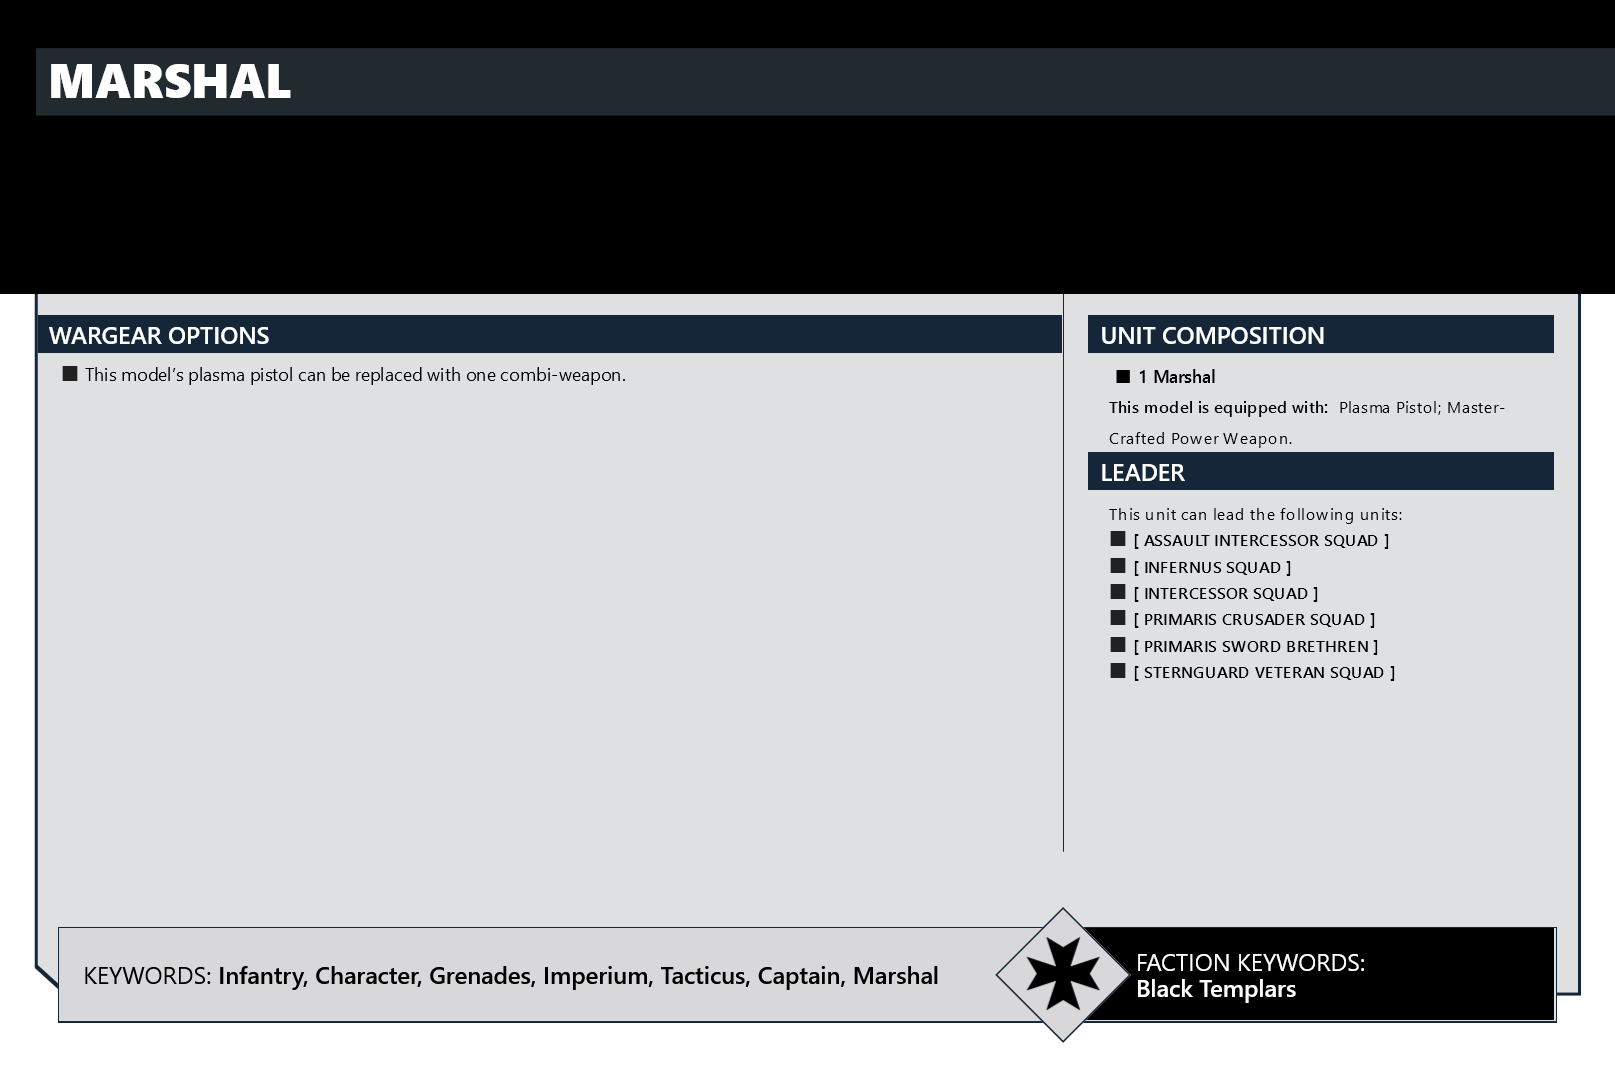 MARSHAL
WARGEAR OPTIONS
■ This model’s plasma pistol can be replaced with one combi-weapon.
UNIT COMPOSITION
■ 1 Marshal
This model is equipped with: Plasma Pistol; Master-
Crafted Power Weapon.
LEADER
This unit can lead the following units:
■ [ ASSAULT INTERCESSOR SQUAD ]
■ [ INFERNUS SQUAD ]
■ [ INTERCESSOR SQUAD ]
■ [ PRIMARIS CRUSADER SQUAD ]
■ [ PRIMARIS SWORD BRETHREN ]
■ [ STERNGUARD VETERAN SQUAD ]
KEYWORDS: Infantry, Character, Grenades, Imperium, Tacticus, Captain, Marshal
FACTION KEYWORDS:
Black Templars